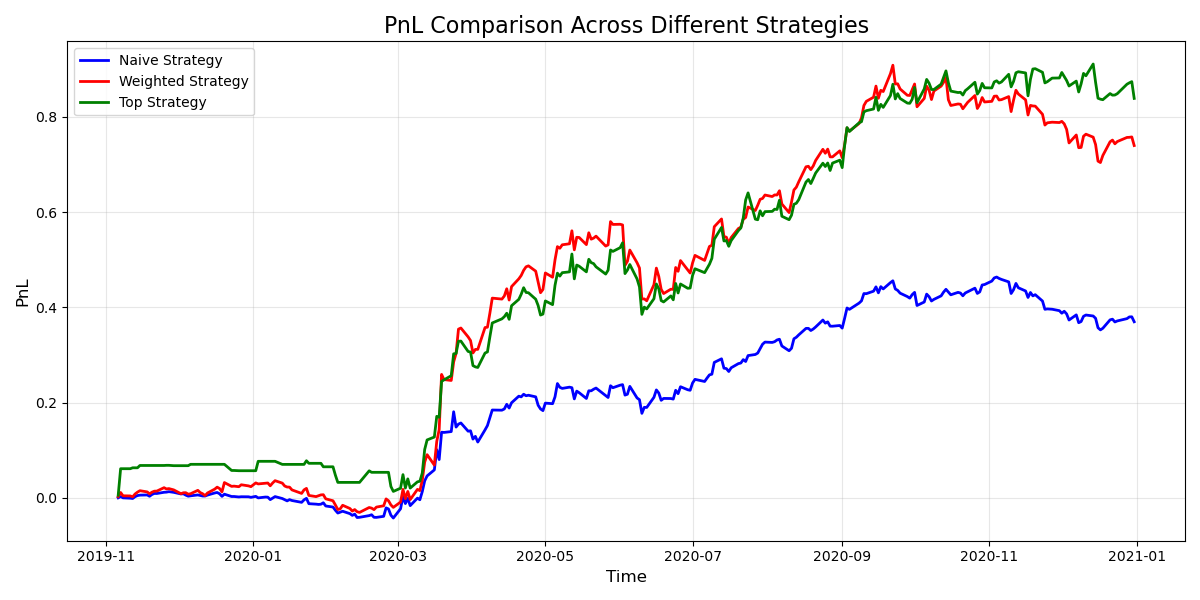 PnL Comparison Across Different Strategies
Naive Strategy
Weighted Strategy
Top Strategy
PnL
0.8
0.6
0.4
0.2
0.0
2019-11
2020-01
2020-03
2020-05
2020-07
2020-09
2020-11
2021-01
Time